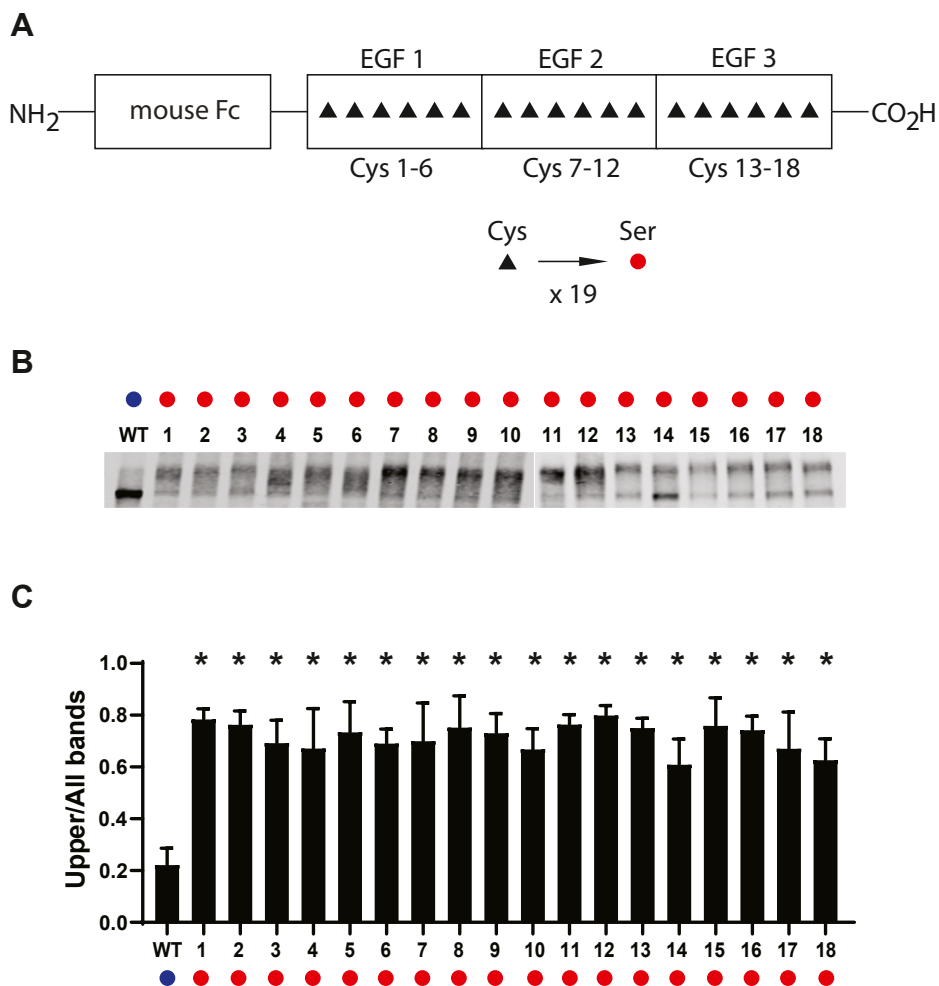 A
EGF 1 EGF 2 EGF 3
NH2 mouse Fc CO2H
Cys 1-6 Cys 7-12 Cys 13-18
Cys Ser
x 19
B
WT 1 2 3 4 5 6 7 8 9 10 11 12 13 14 15 16 17 18
C
* * * * * * * * * * * * * * * * * *
1.0
0.8
0.6
0.4
0.2
0.0
Upper/All bands
WT 1 2 3 4 5 6 7 8 9 10 11 12 13 14 15 16 17 18